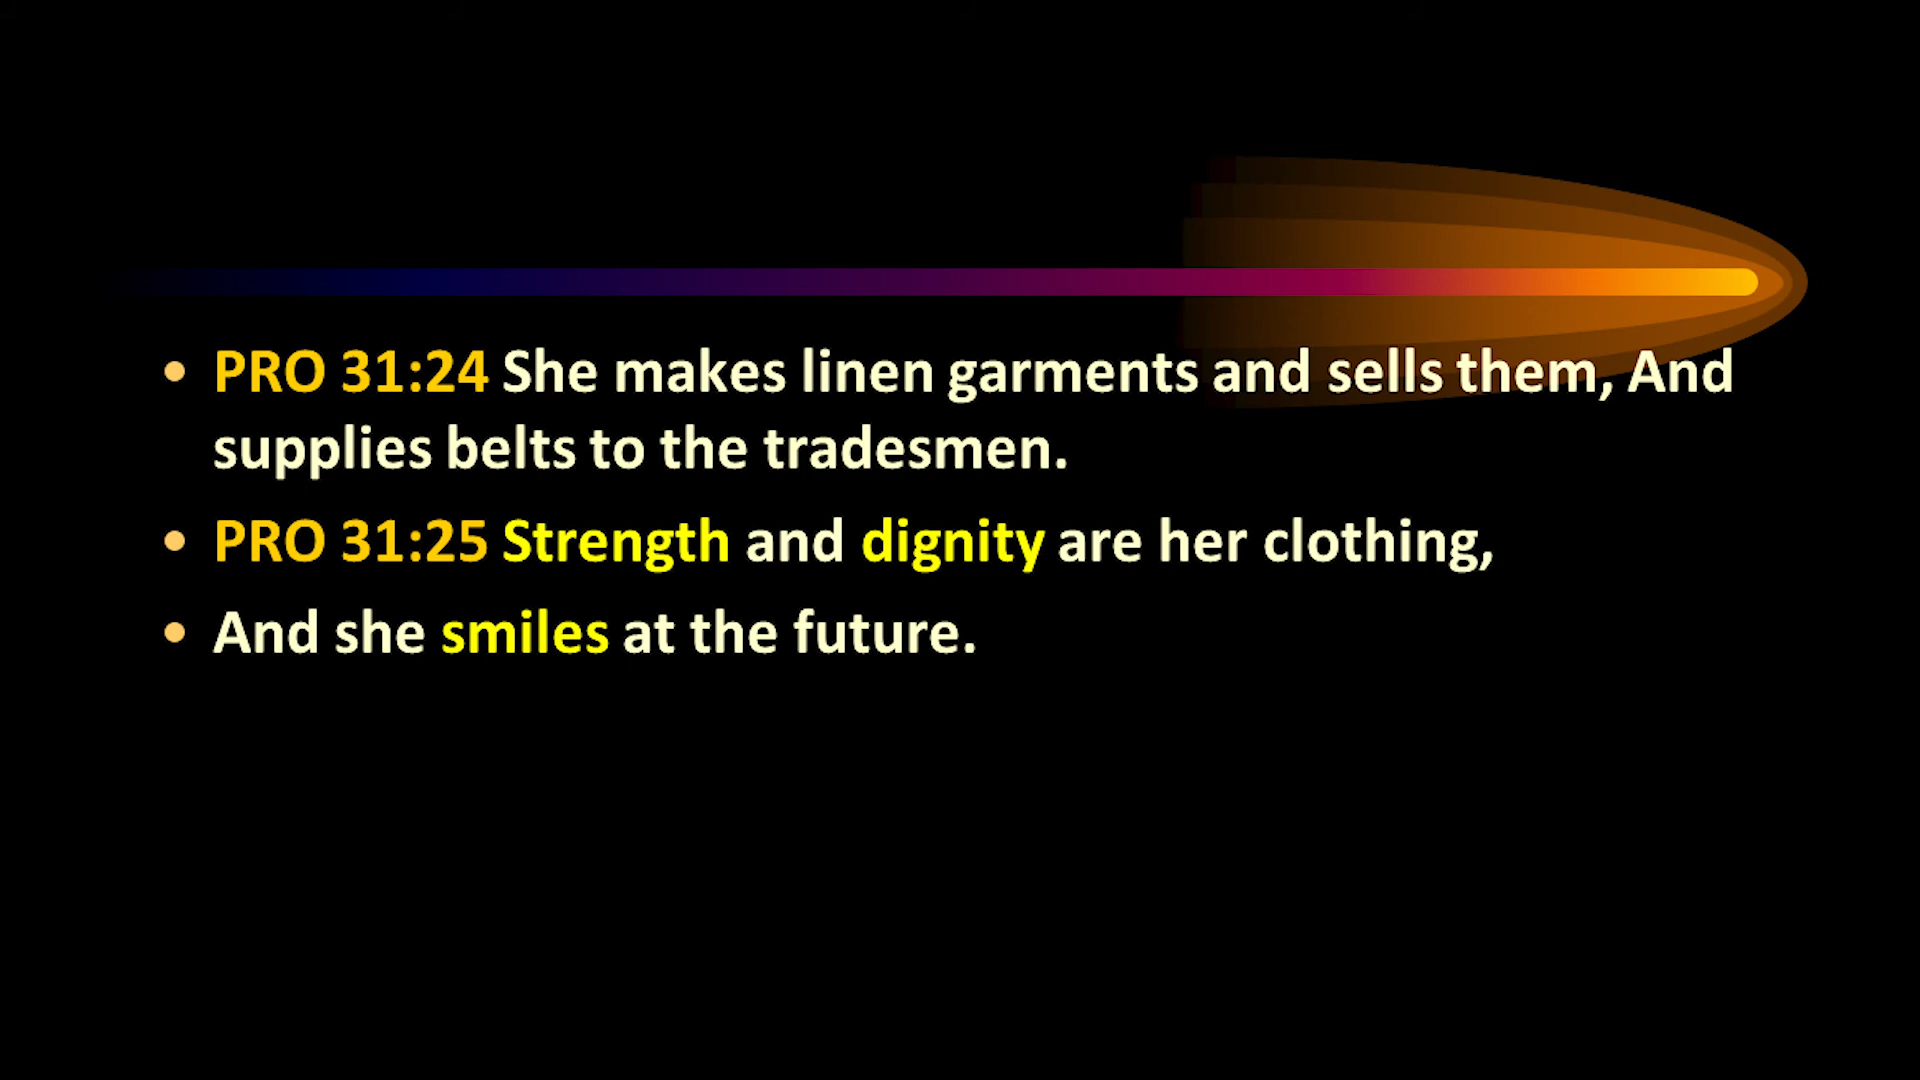 • PRO 31:24 She makes linen garments and sells them, And
supplies belts to the tradesmen.
• PRO 31:25 Strength and dignity are her clothing,
• And she smiles at the future.